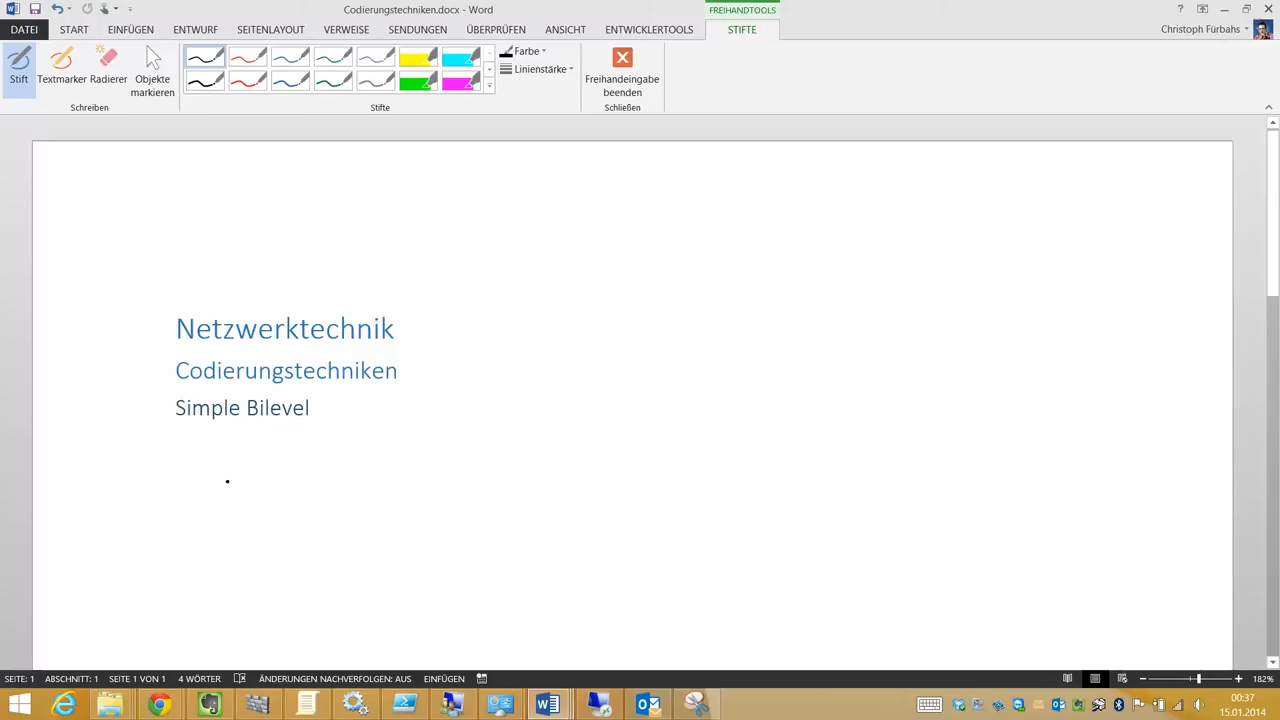 Codierungstechniken.docx - Word
FREIHANDTOOLS
? 
DATEI START EINFÜGEN ENTWURF SEITENLAYOUT VERWEISE SENDUNGEN ÜBERPRÜFEN ANSICHT ENTWICKLERTOOLS STIFTE Christoph Fürbahs
Stift Textmarker Radierer Objekte markieren
Farbe
Linienstärke
Freihandeingabe beenden
Schreiben Stifte Schließen
Netzwerktechnik
Codierungstechniken
Simple Bilevel
SEITE: 1 ABSCHNITT: 1 SEITE 1 VON 1 4 WÖRTER ÄNDERUNGEN NACHVERFOLGEN: AUS EINFÜGEN 182%
00:37
15.01.2014